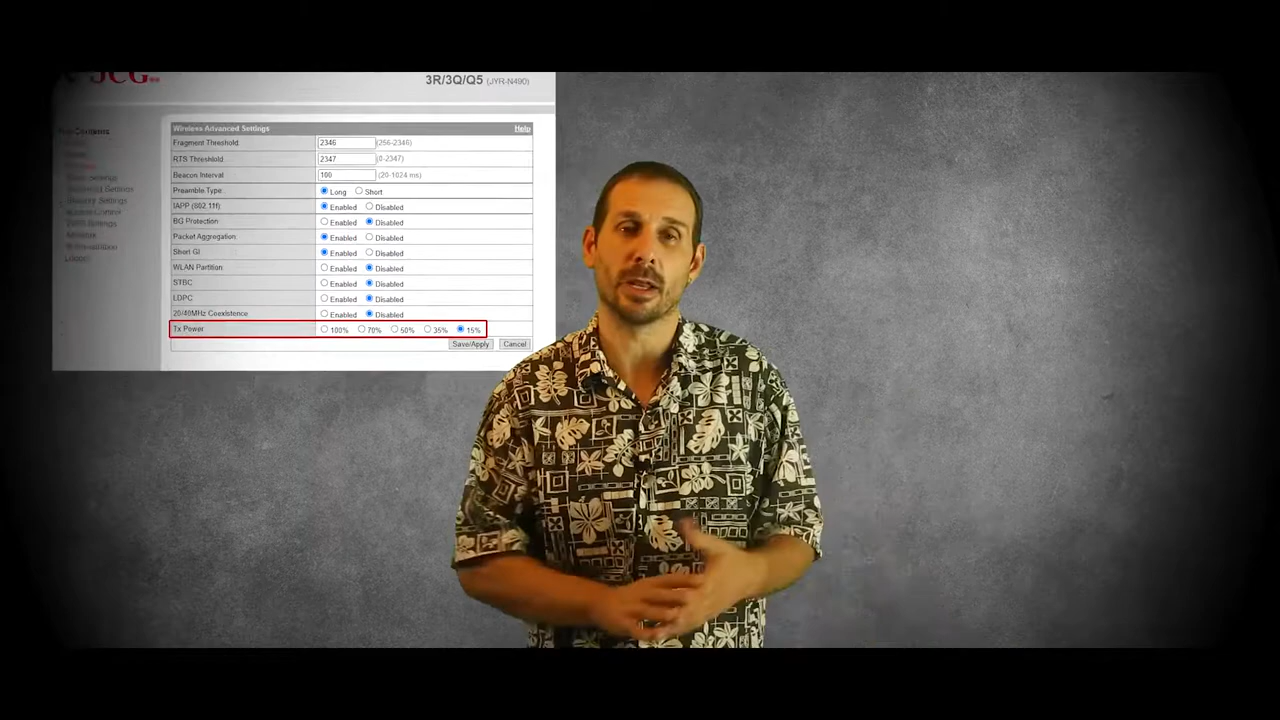 JCG
3R/3Q/Q5 (JYR-N490)
Wireless Advanced Settings Help
Fragment Threshold: 2346 (256-2346)
RTS Threshold: 2347 (0-2347)
Beacon Interval: 100 (20-1024 ms)
Preamble Type: Long Short
IAPP (802.11f) Enabled Disabled
BG Protection: Enabled Disabled
Packet Aggregation: Enabled Disabled
Short GI: Enabled Disabled
WLAN Partition: Enabled Disabled
STBC: Enabled Disabled
LDPC: Enabled Disabled
20/40MHz Coexistence Enabled Disabled
Tx Power 100% 70% 50% 35% 15%
Save/Apply Cancel